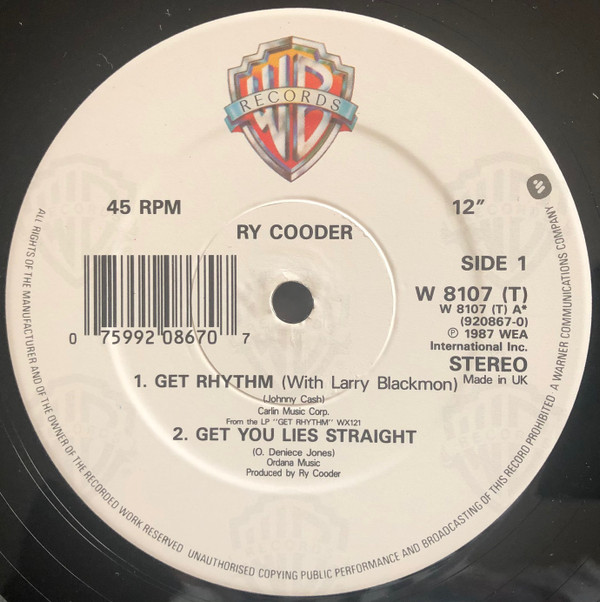 WB
RECORDS
45 RPM
12"
RY COODER
SIDE 1
W 8107 (T)
W 8107 (T) A*
(920867-0)
℗ 1987 WEA
International Inc.
STEREO
Made in UK
0 75992 08670 7
1. GET RHYTHM (With Larry Blackmon)
(Johnny Cash)
Carlin Music Corp.
From the LP "GET RHYTHM" WX121
2. GET YOU LIES STRAIGHT
(O. Deniece Jones)
Ordana Music
Produced by Ry Cooder
ALL RIGHTS OF THE MANUFACTURER AND OF THE OWNER OF THE RECORDED WORK RESERVED UNAUTHORISED COPYING PUBLIC PERFORMANCE AND BROADCASTING OF THIS RECORD PROHIBITED A WARNER COMMUNICATIONS COMPANY